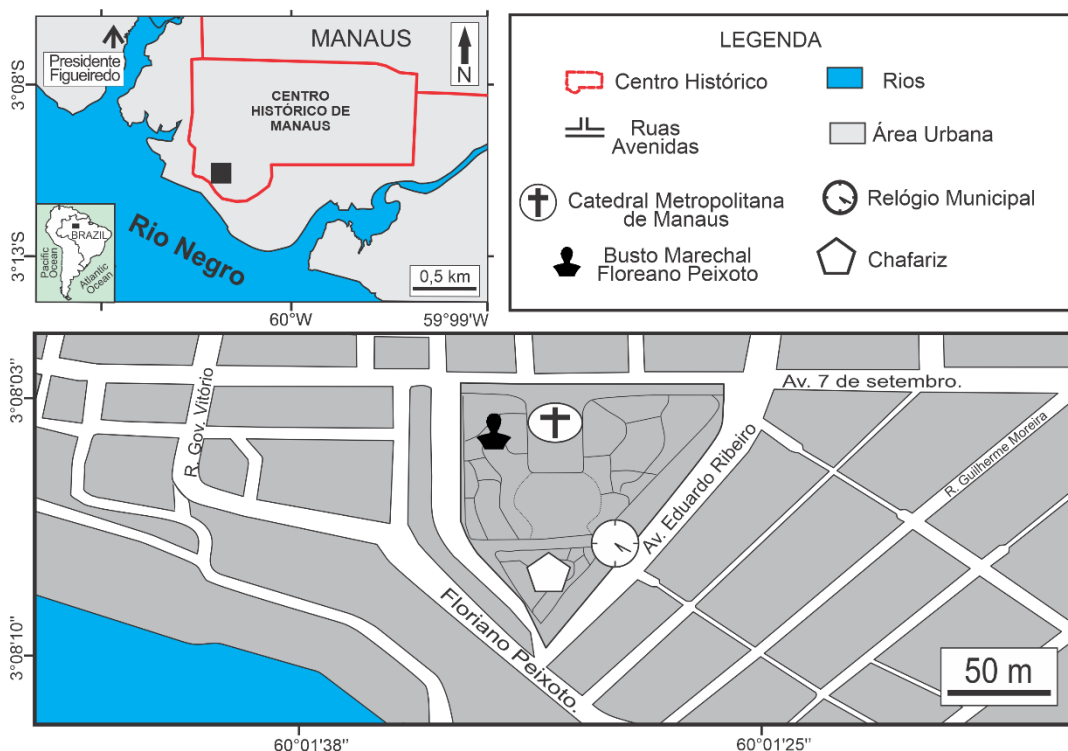 Presidente
Figueiredo
MANAUS
N
CENTRO
HISTÓRICO DE
MANAUS
3°08'S
3°13'S
Rio Negro
BRAZIL
Pacific
Ocean
Atlantic
Ocean
0,5 km
60°W
59°99'W
LEGENDA
Centro Histórico
Rios
Ruas
Avenidas
Área Urbana
Catedral Metropolitana
de Manaus
Relógio Municipal
Busto Marechal
Floreano Peixoto
Chafariz
3°08'03"
3°08'10"
R. Gov. Vitório
Av. 7 de setembro.
Av. Eduardo Ribeiro
R. Guilherme Moreira
Floriano Peixoto.
50 m
60°01'38"
60°01'25"